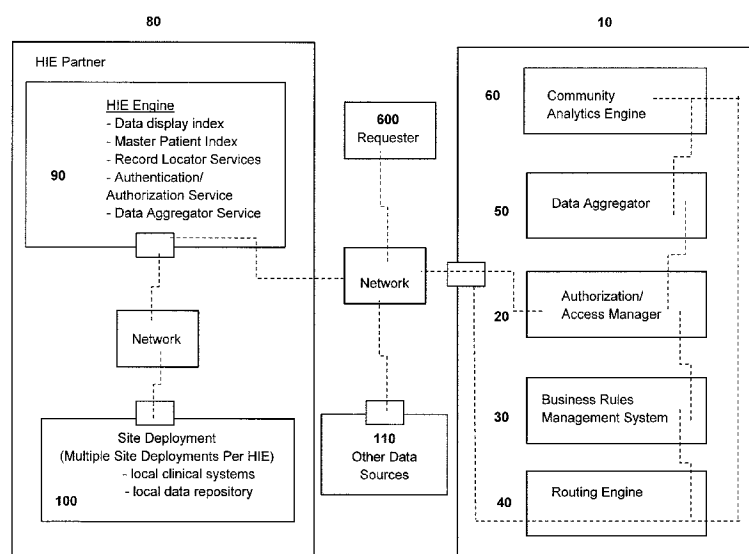 80
10
HIE Partner
HIE Engine
- Data display index
- Master Patient Index
- Record Locator Services
- Authentication/
Authorization Service
- Data Aggregator Service
90
Network
Site Deployment
(Multiple Site Deployments Per HIE)
- local clinical systems
- local data repository
100
600
Requester
Network
110
Other Data
Sources
60
Community
Analytics Engine
50
Data Aggregator
20
Authorization/
Access Manager
30
Business Rules
Management System
40
Routing Engine